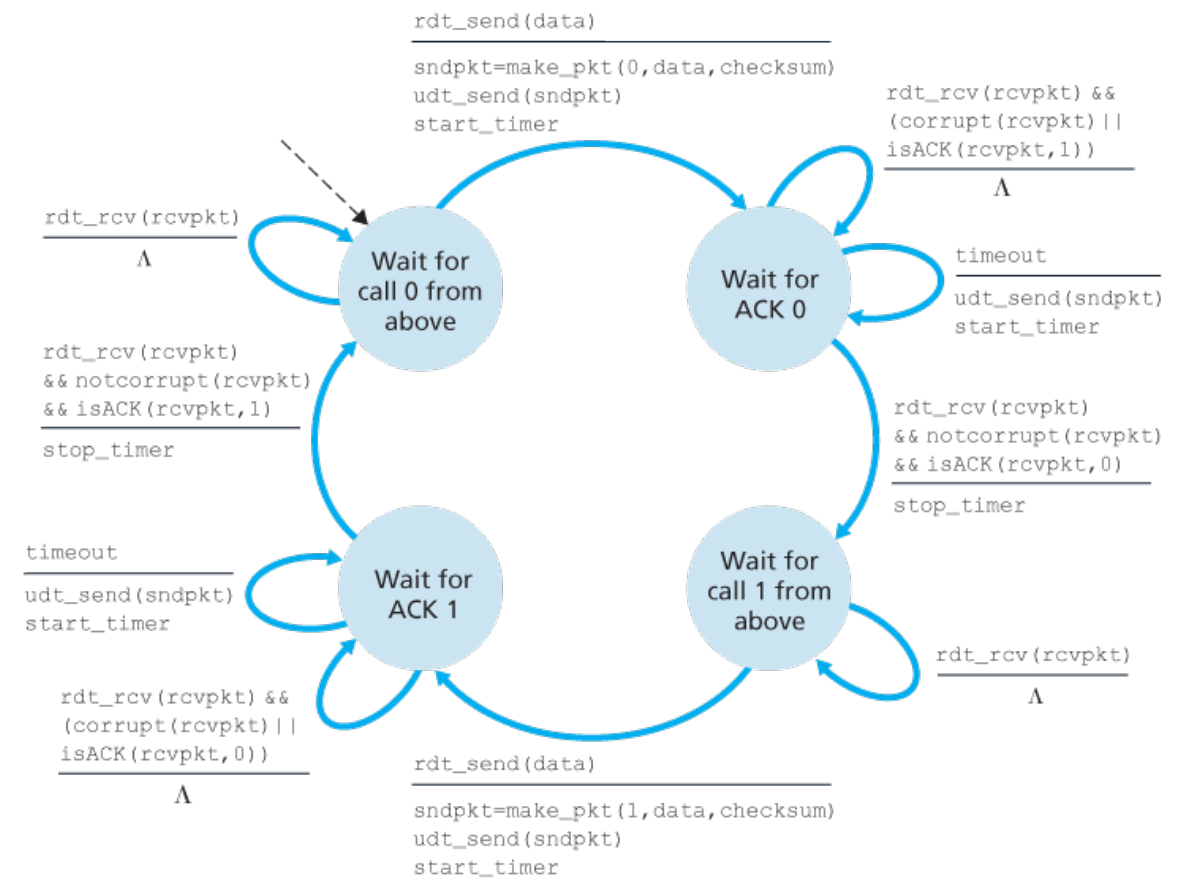 rdt_send(data)
sndpkt=make_pkt(0,data,checksum)
udt_send(sndpkt)
start_timer
rdt_rcv(rcvpkt) &&
(corrupt(rcvpkt)||
isACK(rcvpkt,1))
Λ
rdt_rcv(rcvpkt)
Λ
Wait for
call 0 from
above
Wait for
ACK 0
timeout
udt_send(sndpkt)
start_timer
rdt_rcv(rcvpkt)
&& notcorrupt(rcvpkt)
&& isACK(rcvpkt,1)
stop_timer
rdt_rcv(rcvpkt)
&& notcorrupt(rcvpkt)
&& isACK(rcvpkt,0)
stop_timer
timeout
udt_send(sndpkt)
start_timer
Wait for
ACK 1
Wait for
call 1 from
above
rdt_rcv(rcvpkt)
Λ
rdt_rcv(rcvpkt) &&
(corrupt(rcvpkt)||
isACK(rcvpkt,0))
Λ
rdt_send(data)
sndpkt=make_pkt(1,data,checksum)
udt_send(sndpkt)
start_timer